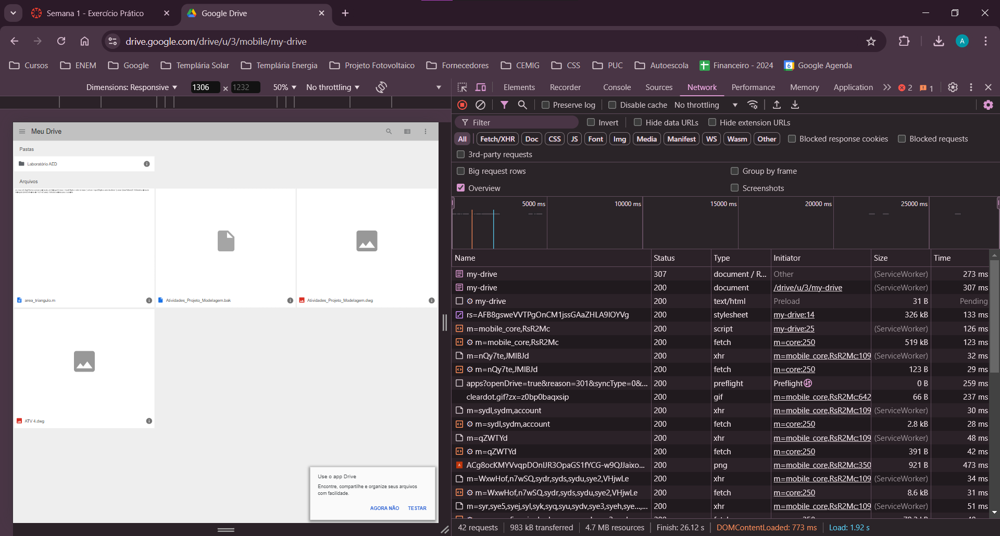 Semana 1 - Exercício Prático
Google Drive
drive.google.com/drive/u/3/mobile/my-drive
A
Cursos ENEM Google Templária Solar Templária Energia Projeto Fotovoltaico Fornecedores CEMIG CSS PUC Autoescola Financeiro - 2024 6 Google Agenda
Dimensions: Responsive 1306 × 1232 50% No throttling
Elements Recorder Console Sources Network Performance Memory Application 2 1
Preserve log Disable cache No throttling
Filter Invert Hide data URLs Hide extension URLs
All Fetch/XHR Doc CSS JS Font Img Media Manifest WS Wasm Other Blocked response cookies Blocked requests
3rd-party requests
Big request rows Group by frame
Overview Screenshots
5000 ms 10000 ms 15000 ms 20000 ms 25000 ms
Name Status Type Initiator Size Time
my-drive 307 document / R... Other (ServiceWorker) 273 ms
my-drive 200 document /drive/u/3/my-drive (ServiceWorker) 307 ms
my-drive 200 text/html Preload 31 B Pending
rs=AFB8gsweVVTPgOnCM1jssGAaZHLA9IOYVg 200 stylesheet my-drive:14 326 kB 133 ms
m=mobile_core,RsR2Mc 200 script my-drive:25 (ServiceWorker) 126 ms
m=mobile_core,RsR2Mc 200 fetch m=core:250 519 kB 123 ms
m=nQy7te,JMIBJd 200 xhr m=mobile_core,RsR2Mc:109 (ServiceWorker) 32 ms
m=nQy7te,JMIBJd 200 fetch m=core:250 123 B 29 ms
apps?openDrive=true&reason=301&syncType=0&... 200 preflight Preflight 0 B 259 ms
cleardot.gif?zx=z0bp0baqxsip 200 gif m=mobile_core,RsR2Mc:642 66 B 237 ms
m=sydl,sydm,account 200 xhr m=mobile_core,RsR2Mc:109 (ServiceWorker) 30 ms
m=sydl,sydm,account 200 fetch m=core:250 2.8 kB 28 ms
m=qZWTYd 200 xhr m=mobile_core,RsR2Mc:109 (ServiceWorker) 48 ms
m=qZWTYd 200 fetch m=core:250 391 B 42 ms
ACg8ocKMYVvqpDOnIJR3OpaGS1fYCG-w9QJJaixo... 200 png m=mobile_core,RsR2Mc:350 921 B 473 ms
m=WxwHof,n7wSQ,sydr,syds,sydu,sye2,VHjwLe 200 xhr m=mobile_core,RsR2Mc:109 (ServiceWorker) 34 ms
m=WxwHof,n7wSQ,sydr,syds,sydu,sye2,VHjwLe 200 fetch m=core:250 8.6 kB 31 ms
m=syr,sye5,syej,syl,syk,syq,syu,sydv,sye3,syeh,sye...,... 200 xhr m=mobile_core,RsR2Mc:109 (ServiceWorker) 51 ms
42 requests 983 kB transferred 4.7 MB resources Finish: 26.12 s DOMContentLoaded: 773 ms Load: 1.92 s
Meu Drive
Pastas
Laboratório AED
Arquivos
area_triangulo.m
Atividades_Projeto_Modelagem.bak
Atividades_Projeto_Modelagem.dwg
ATV 4.dwg
Use o app Drive
Encontre, compartilhe e organize seus arquivos
com facilidade.
AGORA NÃO TESTAR